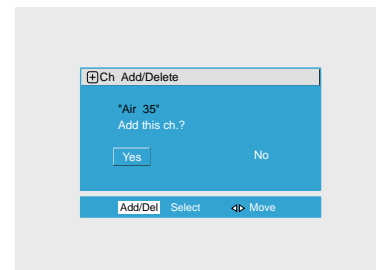 Ch Add/Delete
"Air 35"
Add this ch.?
Yes No
Add/Del Select Move